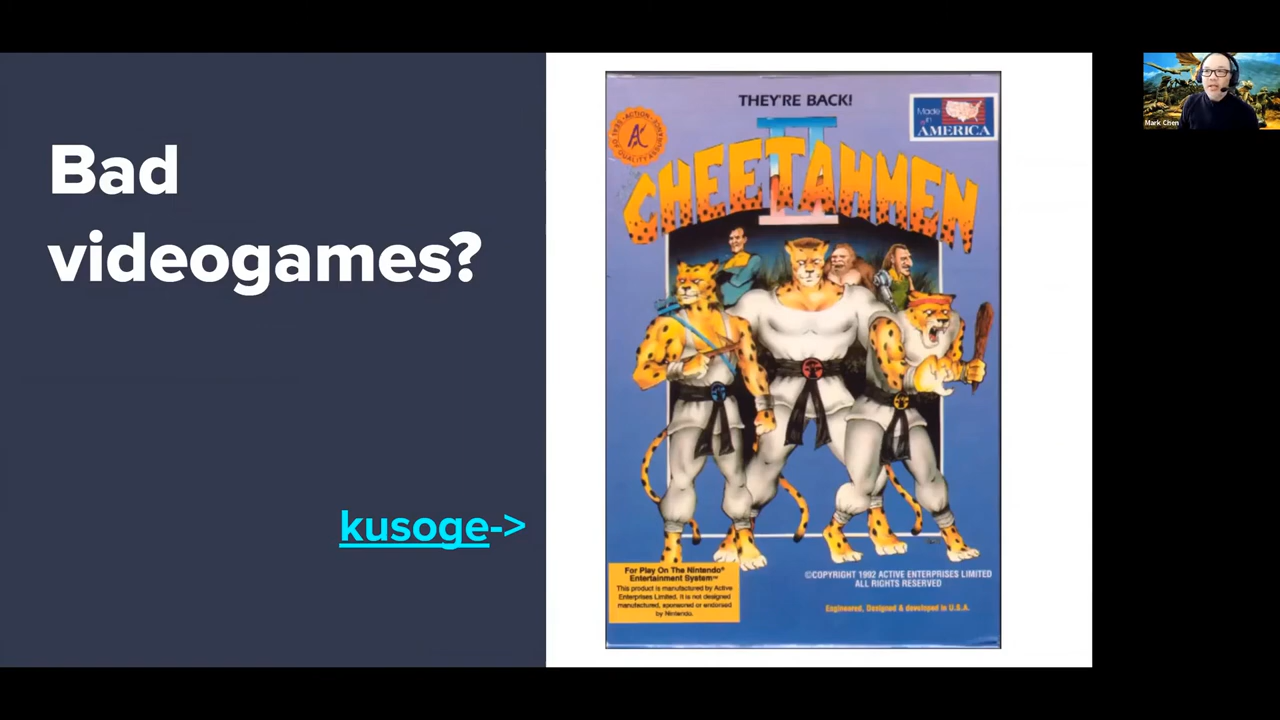 Bad
videogames?
kusoge->
THEY'RE BACK!
II
CHEETAHMEN
Made
in
AMERICA
For Play On The Nintendo®
Entertainment System™
This product is manufactured by Active
Enterprises Limited. It is not designed
manufactured, sponsored or endorsed
by Nintendo.
©COPYRIGHT 1992 ACTIVE ENTERPRISES LIMITED
ALL RIGHTS RESERVED
Engineered, Designed & developed in U.S.A.
Mark Chen